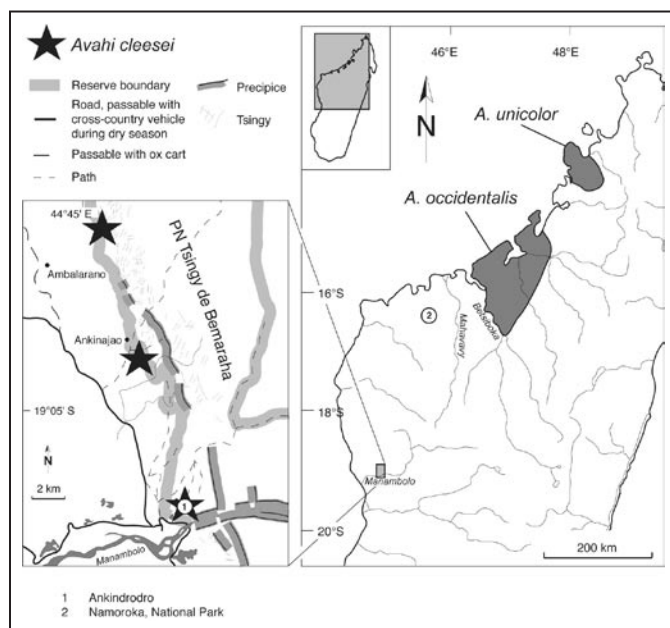 Avahi cleesei
Reserve boundary
Road, passable with
cross-country vehicle
during dry season
Passable with ox cart
Path
Precipice
Tsingy
44°45' E
Ambalarano
Ankinajao
PN Tsingy de Bemaraha
19°05' S
N
2 km
Manambolo
1
46°E
48°E
N
A. unicolor
A. occidentalis
16°S
2
Mahavavy
Betsiboka
18°S
Manambolo
20°S
200 km
1 Ankindrodro
2 Namoroka, National Park